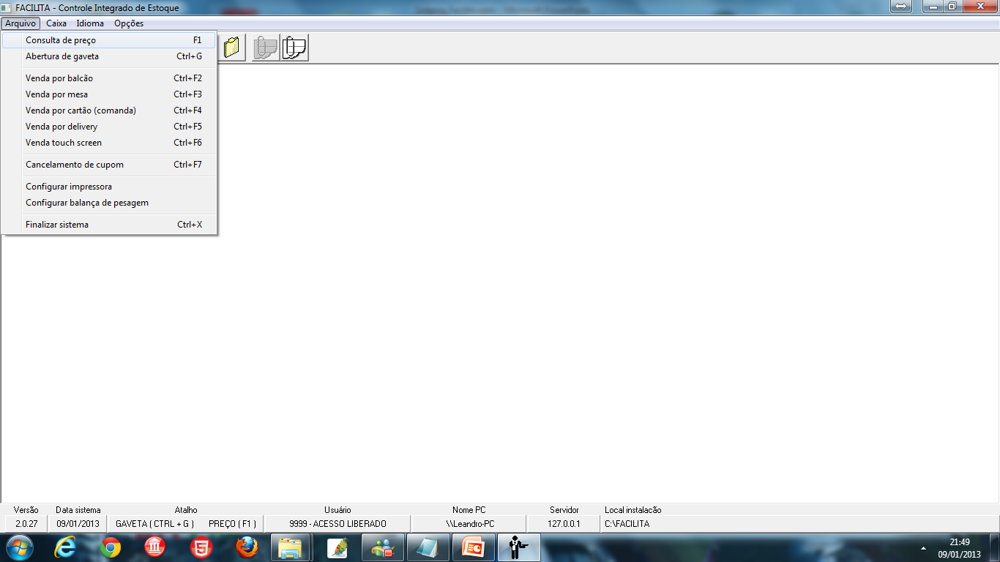 FACILITA - Controle Integrado de Estoque
Arquivo Caixa Idioma Opções
Consulta de preço F1
Abertura de gaveta Ctrl+G
Venda por balcão Ctrl+F2
Venda por mesa Ctrl+F3
Venda por cartão (comanda) Ctrl+F4
Venda por delivery Ctrl+F5
Venda touch screen Ctrl+F6
Cancelamento de cupom Ctrl+F7
Configurar impressora
Configurar balança de pesagem
Finalizar sistema Ctrl+X
Versão Data sistema Atalho Usuário Nome PC Servidor Local instalacão
2.0.27 09/01/2013 GAVETA ( CTRL + G ) PREÇO ( F1 ) 9999 - ACESSO LIBERADO \\Leandro-PC 127.0.0.1 C:\FACILITA
21:49
09/01/2013